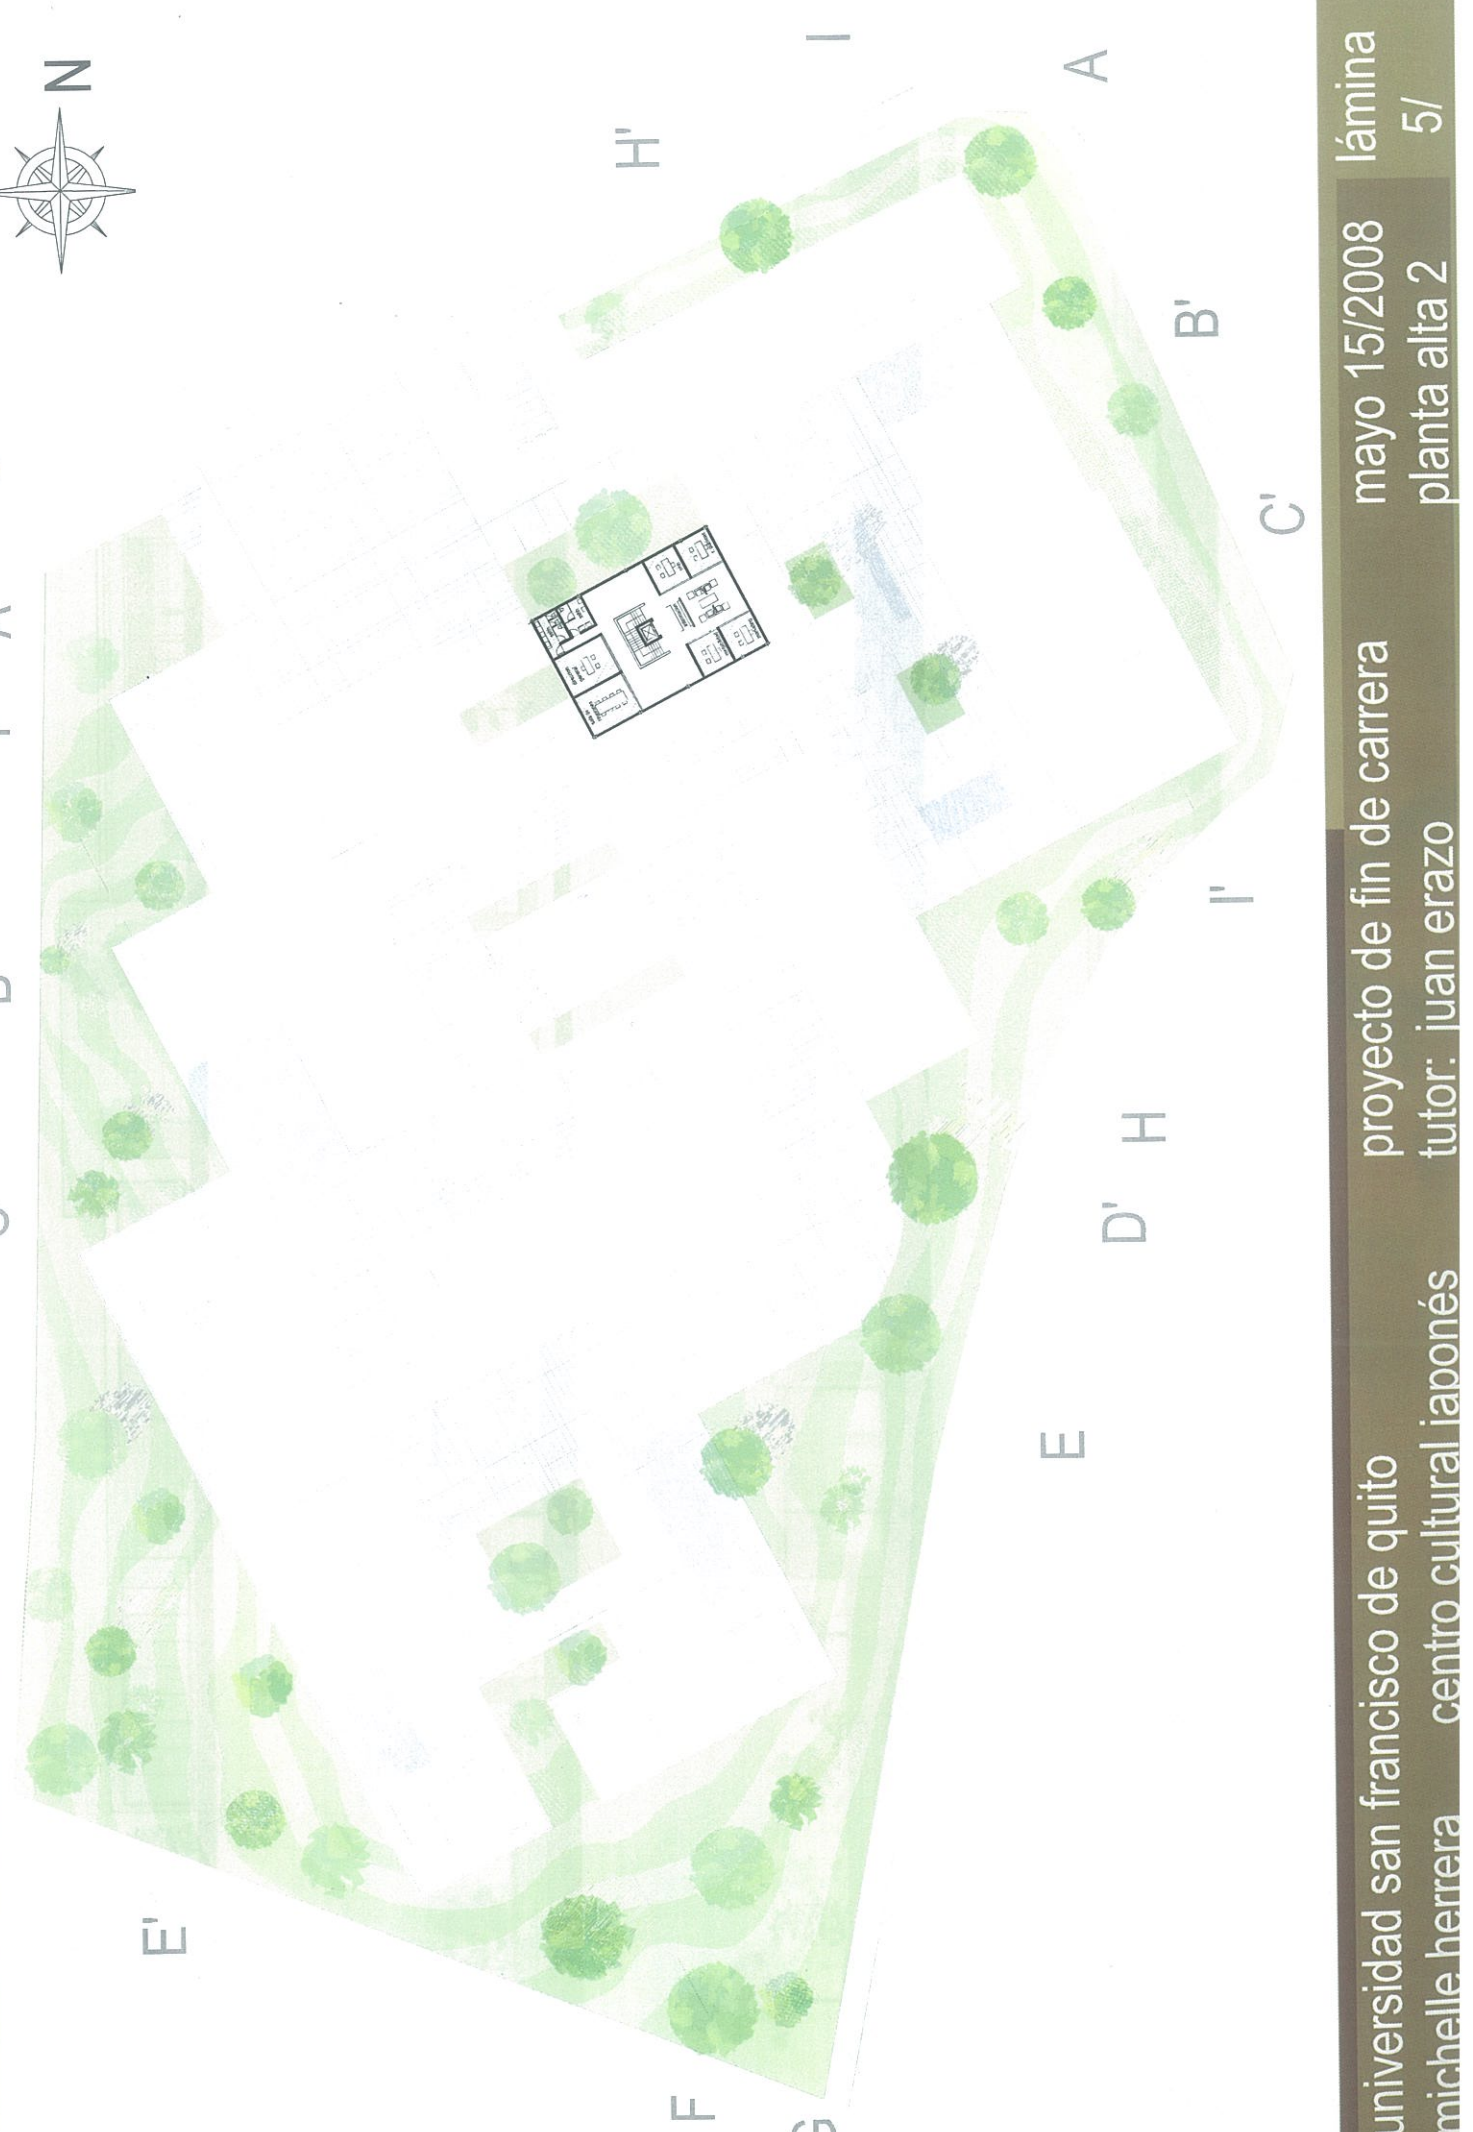 N
I
A
H'
B'
C'
I'
H
D'
E
E'
F
G
universidad san francisco de quito proyecto de fin de carrera mayo 15/2008 lámina
michelle herrera centro cultural japonés tutor: juan erazo planta alta 2 5/